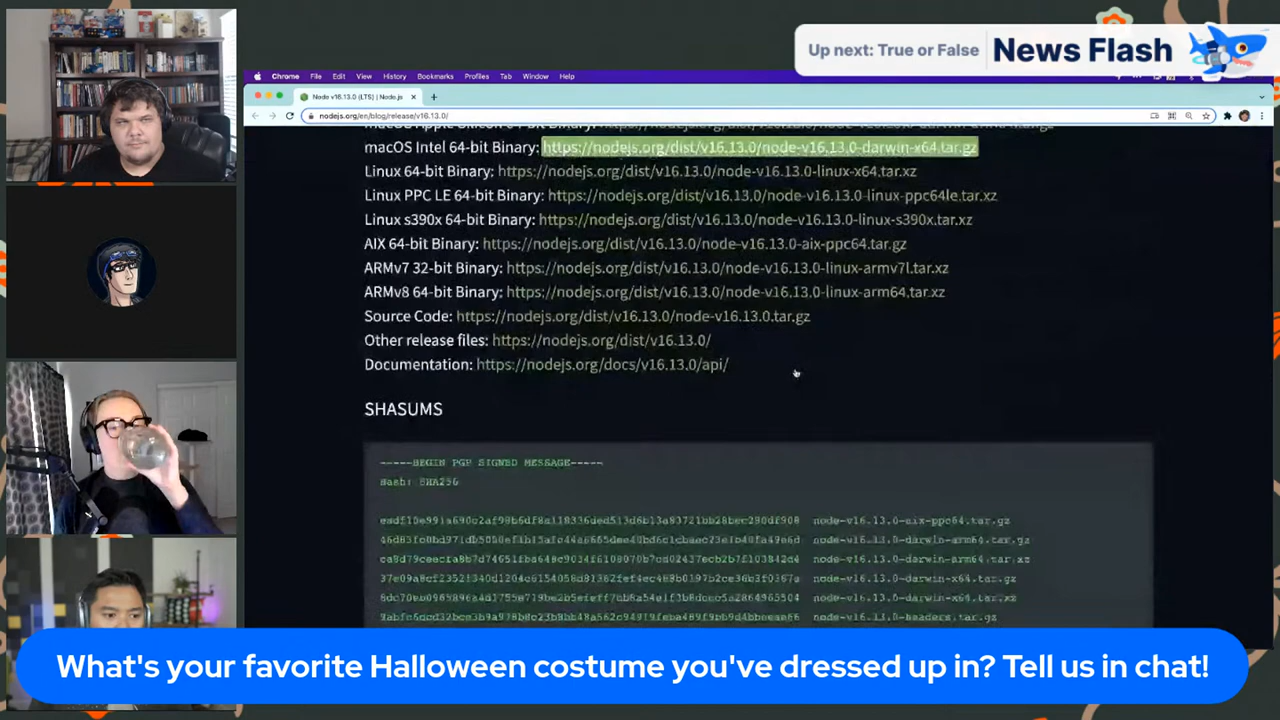 Up next: True or False News Flash
Chrome File Edit View History Bookmarks Profiles Tab Window Help
Node v16.13.0 (LTS) | Node.js
nodejs.org/en/blog/release/v16.13.0/
macOS Intel 64-bit Binary: https://nodejs.org/dist/v16.13.0/node-v16.13.0-darwin-x64.tar.gz
Linux 64-bit Binary: https://nodejs.org/dist/v16.13.0/node-v16.13.0-linux-x64.tar.xz
Linux PPC LE 64-bit Binary: https://nodejs.org/dist/v16.13.0/node-v16.13.0-linux-ppc64le.tar.xz
Linux s390x 64-bit Binary: https://nodejs.org/dist/v16.13.0/node-v16.13.0-linux-s390x.tar.xz
AIX 64-bit Binary: https://nodejs.org/dist/v16.13.0/node-v16.13.0-aix-ppc64.tar.gz
ARMv7 32-bit Binary: https://nodejs.org/dist/v16.13.0/node-v16.13.0-linux-armv7l.tar.xz
ARMv8 64-bit Binary: https://nodejs.org/dist/v16.13.0/node-v16.13.0-linux-arm64.tar.xz
Source Code: https://nodejs.org/dist/v16.13.0/node-v16.13.0.tar.gz
Other release files: https://nodejs.org/dist/v16.13.0/
Documentation: https://nodejs.org/docs/v16.13.0/api/
SHASUMS
-----BEGIN PGP SIGNED MESSAGE-----
Hash: SHA256
node-v16.13.0-aix-ppc64.tar.gz
node-v16.13.0-darwin-arm64.tar.gz
node-v16.13.0-darwin-arm64.tar.xz
node-v16.13.0-darwin-x64.tar.gz
node-v16.13.0-darwin-x64.tar.xz
node-v16.13.0-headers.tar.gz
What's your favorite Halloween costume you've dressed up in? Tell us in chat!